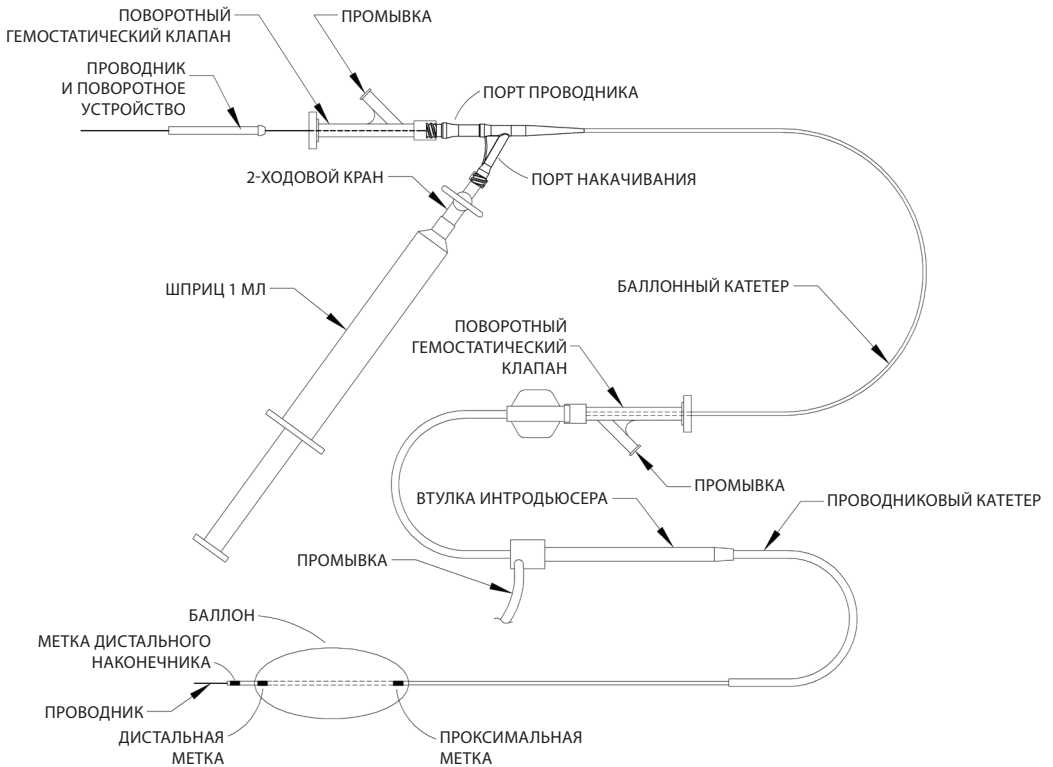 ПОВОРОТНЫЙ
ГЕМОСТАТИЧЕСКИЙ КЛАПАН
ПРОМЫВКА
ПРОВОДНИК
И ПОВОРОТНОЕ
УСТРОЙСТВО
ПОРТ ПРОВОДНИКА
2-ХОДОВОЙ КРАН
ПОРТ НАКАЧИВАНИЯ
ШПРИЦ 1 МЛ
БАЛЛОННЫЙ КАТЕТЕР
ПОВОРОТНЫЙ
ГЕМОСТАТИЧЕСКИЙ
КЛАПАН
ПРОМЫВКА
ВТУЛКА ИНТРОДЬЮСЕРА
ПРОВОДНИКОВЫЙ КАТЕТЕР
ПРОМЫВКА
БАЛЛОН
МЕТКА ДИСТАЛЬНОГО
НАКОНЕЧНИКА
ПРОВОДНИК
ДИСТАЛЬНАЯ
МЕТКА
ПРОКСИМАЛЬНАЯ
МЕТКА